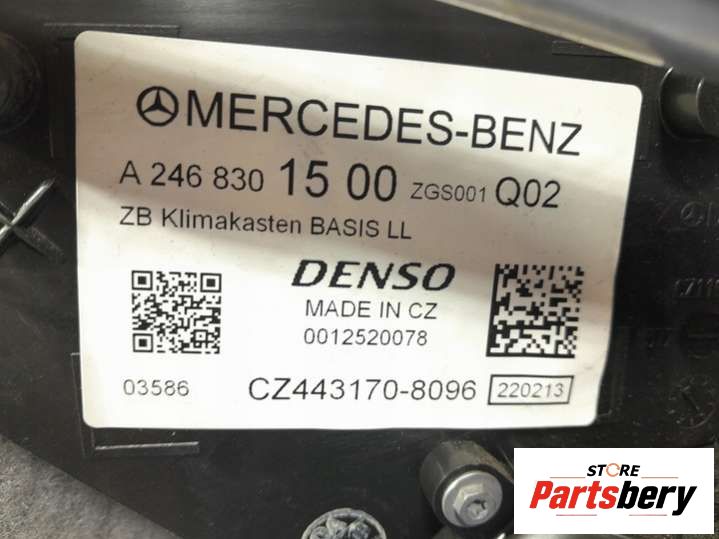 MERCEDES-BENZ
A 246 830 15 00 ZGS001 Q02
ZB Klimakasten BASIS LL
DENSO
MADE IN CZ
0012520078
03586 CZ443170-8096 220213
STORE
Partsbery